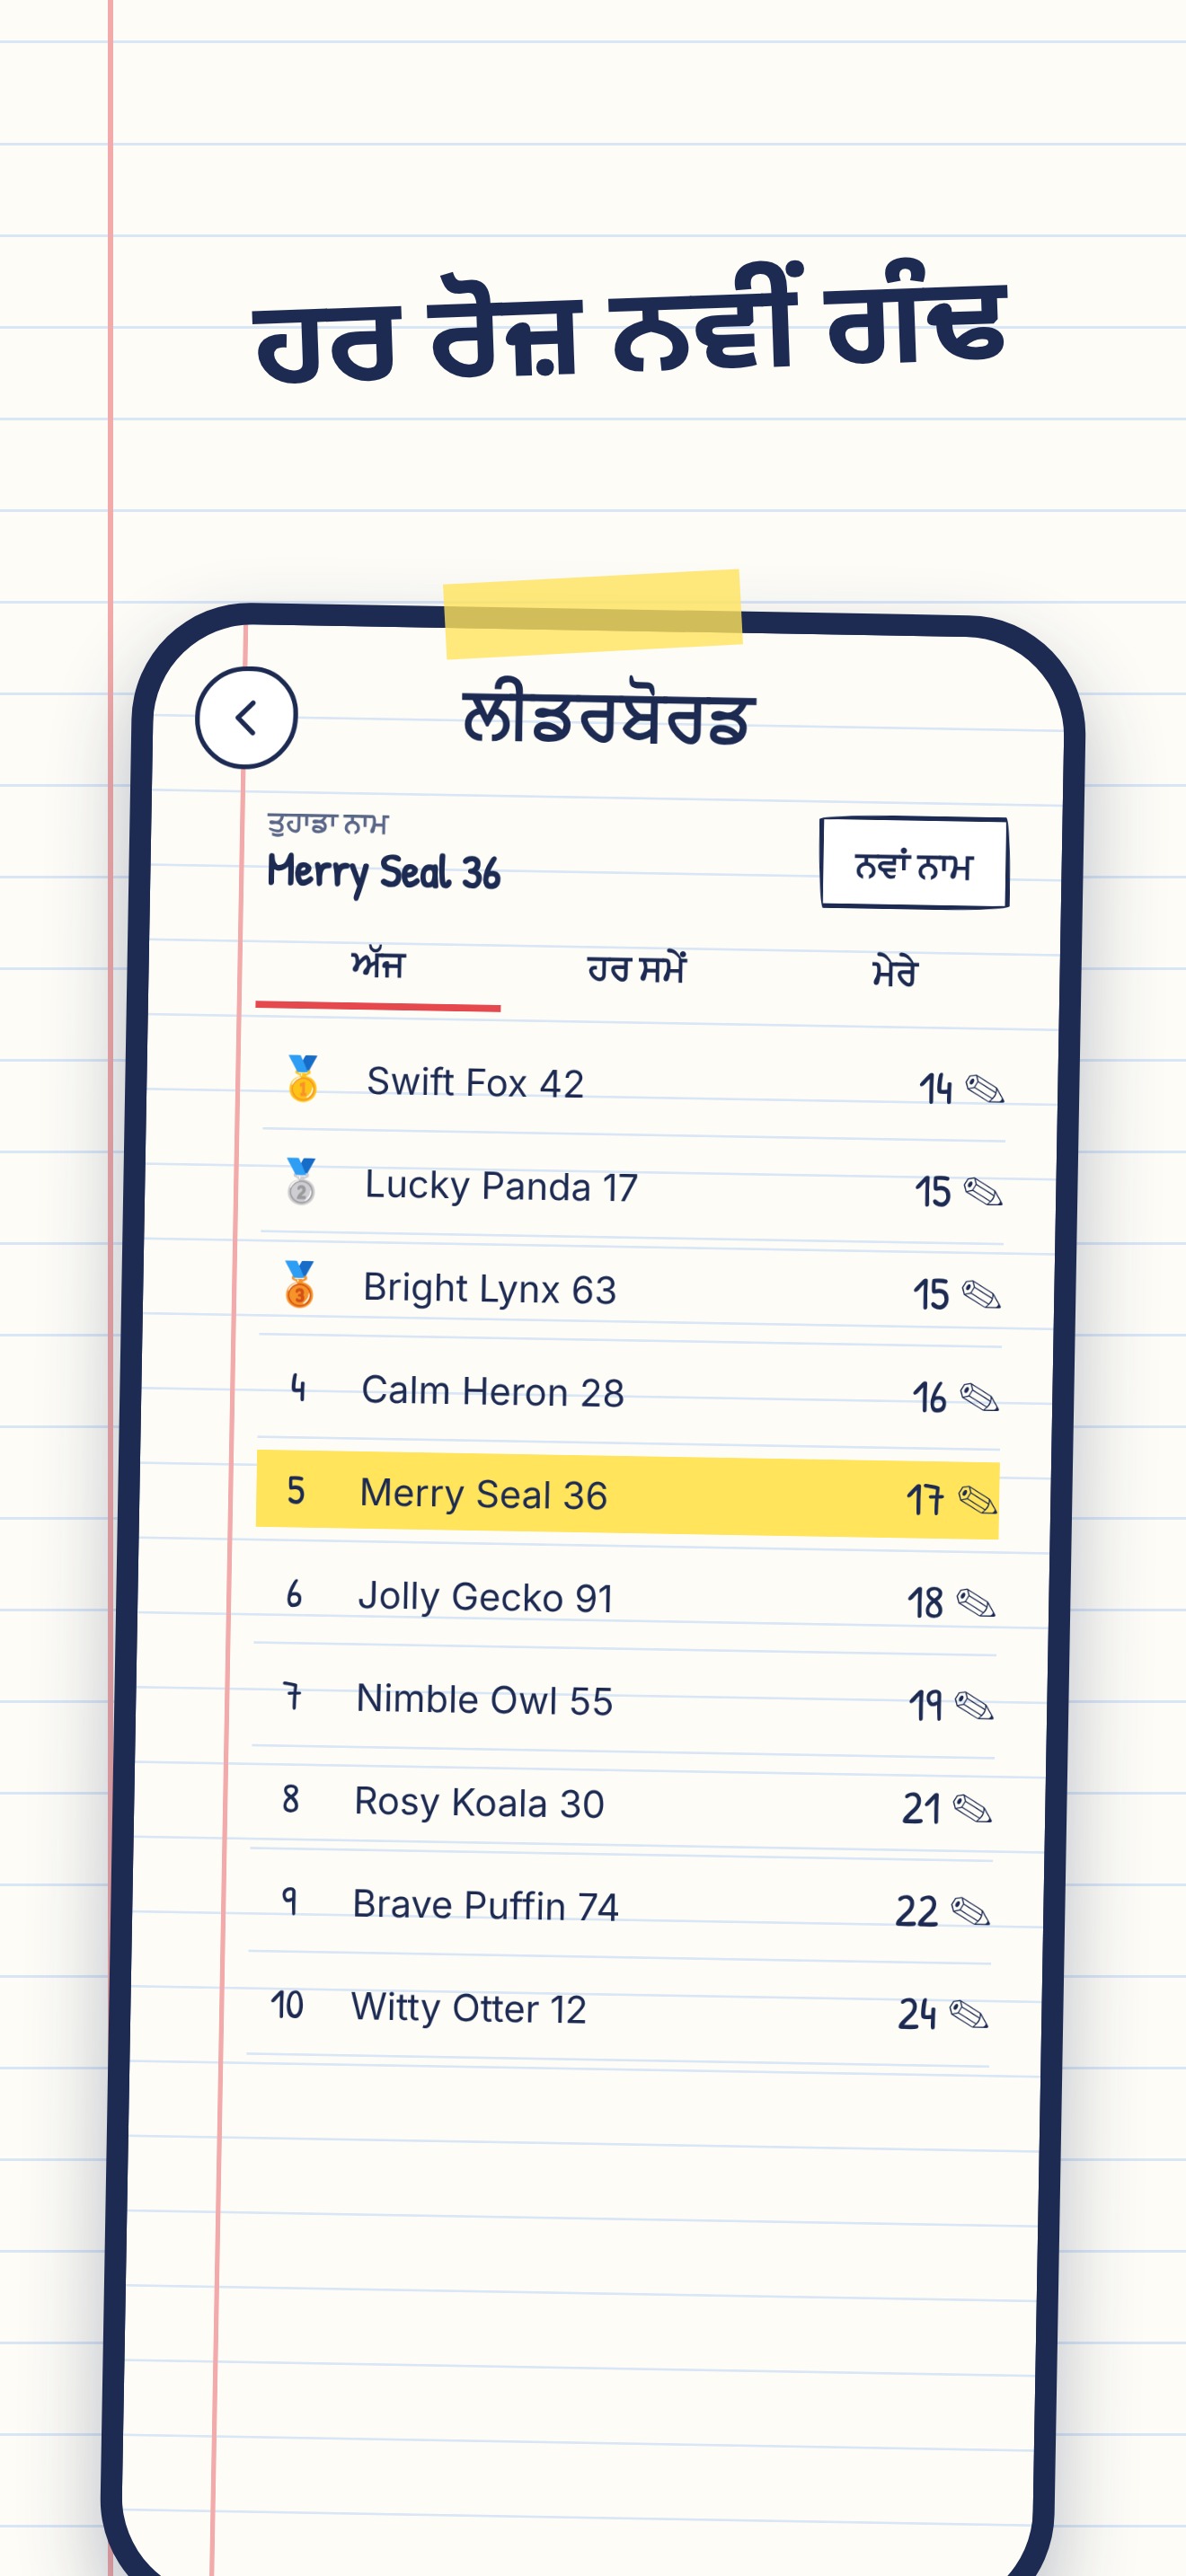 ਹਰ ਰੋਜ਼ ਨਵੀਂ ਗੰਢ
ਲੀਡਰਬੋਰਡ
ਤੁਹਾਡਾ ਨਾਮ
Merry Seal 36
ਨਵਾਂ ਨਾਮ
ਅੱਜ ਹਰ ਸਮੇਂ ਮੇਰੇ
🥇 Swift Fox 42 14 ✎
🥈 Lucky Panda 17 15 ✎
🥉 Bright Lynx 63 15 ✎
4 Calm Heron 28 16 ✎
5 Merry Seal 36 17 ✎
6 Jolly Gecko 91 18 ✎
7 Nimble Owl 55 19 ✎
8 Rosy Koala 30 21 ✎
9 Brave Puffin 74 22 ✎
10 Witty Otter 12 24 ✎